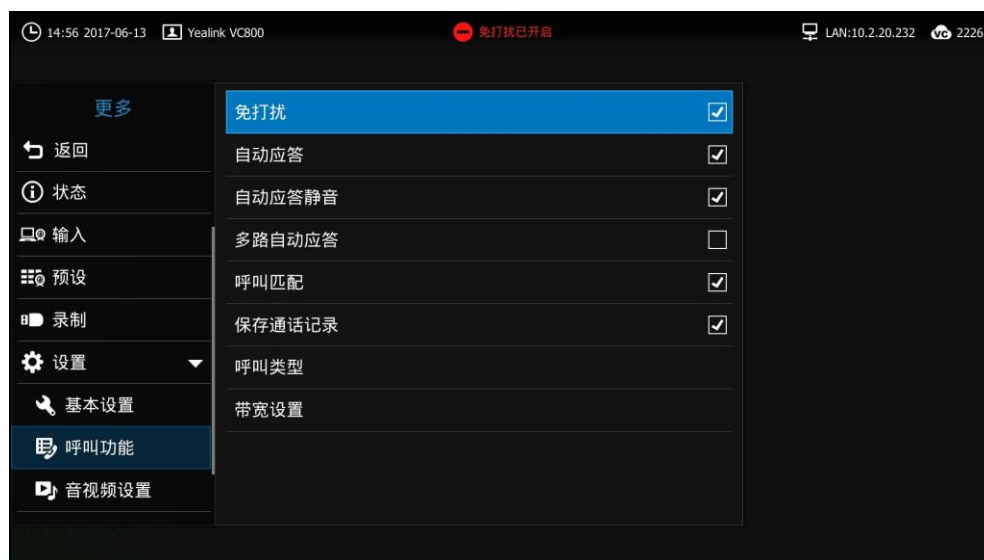 14:56 2017-06-13 Yealink VC800 免打扰已开启 LAN:10.2.20.232 VC 2226
更多
返回
状态
输入
预设
录制
设置
基本设置
呼叫功能
音视频设置
免打扰
自动应答
自动应答静音
多路自动应答
呼叫匹配
保存通话记录
呼叫类型
带宽设置